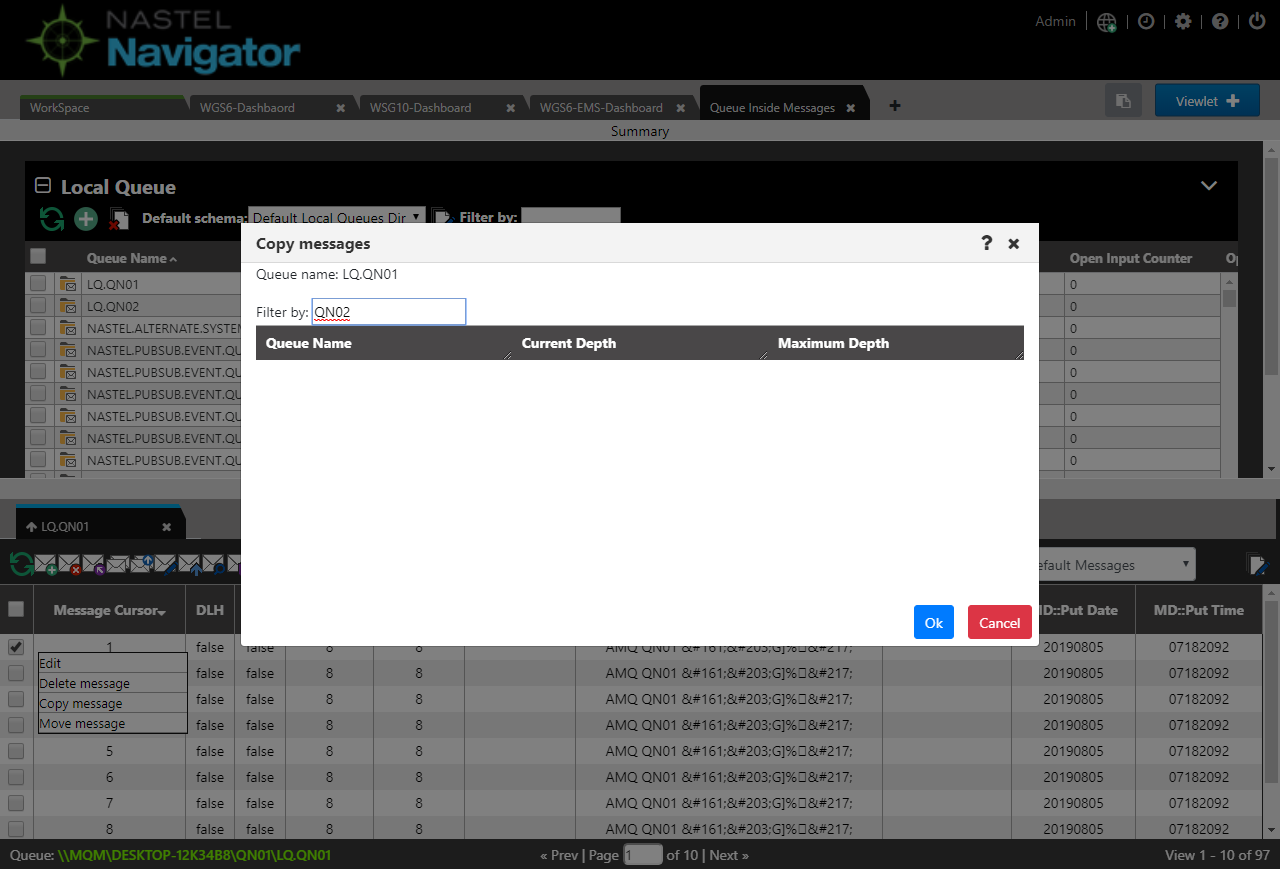 NASTEL
Navigator
Admin
WorkSpace WGS6-Dashbaord WSG10-Dashboard WGS6-EMS-Dashboard Queue Inside Messages
Viewlet
Summary
Local Queue
Default schema: Default Local Queues Dir Filter by:
Queue Name Open Input Counter
LQ.QN01 0
LQ.QN02 0
NASTEL.ALTERNATE.SYSTEM 0
NASTEL.PUBSUB.EVENT.QU 0
NASTEL.PUBSUB.EVENT.QU 0
NASTEL.PUBSUB.EVENT.QU 0
NASTEL.PUBSUB.EVENT.QU 0
NASTEL.PUBSUB.EVENT.QU 0
NASTEL.PUBSUB.EVENT.QU 0
Copy messages
Queue name: LQ.QN01
Filter by: QN02
Queue Name Current Depth Maximum Depth
Ok Cancel
LQ.QN01
efault Messages
Message Cursor DLH D::Put Date MD::Put Time
1 false false 8 8 AMQ QN01 &#161;&#203;G]%&#217; 20190805 07182092
Edit
Delete message
Copy message
Move message
false false 8 8 AMQ QN01 &#161;&#203;G]%&#217; 20190805 07182092
false false 8 8 AMQ QN01 &#161;&#203;G]%&#217; 20190805 07182092
false false 8 8 AMQ QN01 &#161;&#203;G]%&#217; 20190805 07182092
5 false false 8 8 AMQ QN01 &#161;&#203;G]%&#217; 20190805 07182092
6 false false 8 8 AMQ QN01 &#161;&#203;G]%&#217; 20190805 07182092
7 false false 8 8 AMQ QN01 &#161;&#203;G]%&#217; 20190805 07182092
8 false false 8 8 AMQ QN01 &#161;&#203;G]%&#217; 20190805 07182092
Queue: \\MQM\DESKTOP-12K34B8\QN01\LQ.QN01 « Prev | Page 1 of 10 | Next » View 1 - 10 of 97